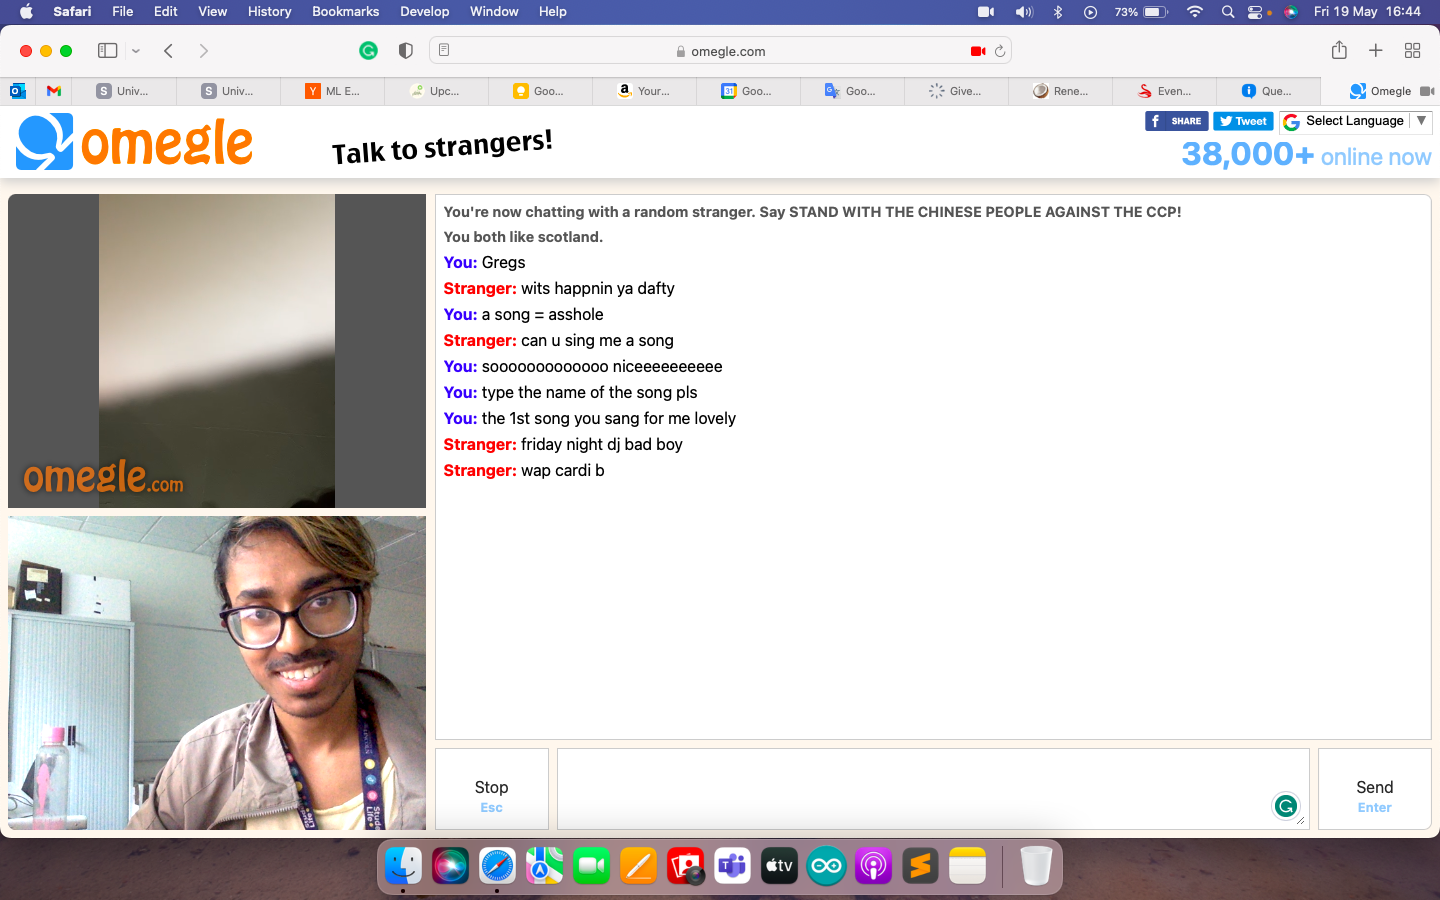 Safari File Edit View History Bookmarks Develop Window Help 73% Fri 19 May 16:44
omegle.com
S Univ... S Univ... Y ML E... Upc... Goo... a Your... 31 Goo... Goo... Give... Rene... Even... Que... Omegle
omegle Talk to strangers! f SHARE Tweet G Select Language ▼
38,000+ online now
You're now chatting with a random stranger. Say STAND WITH THE CHINESE PEOPLE AGAINST THE CCP!
You both like scotland.
You: Gregs
Stranger: wits happnin ya dafty
You: a song = asshole
Stranger: can u sing me a song
You: sooooooooooooo niceeeeeeeeee
You: type the name of the song pls
You: the 1st song you sang for me lovely
Stranger: friday night dj bad boy
Stranger: wap cardi b
omegle.com
Stop
Esc
Send
Enter
tv